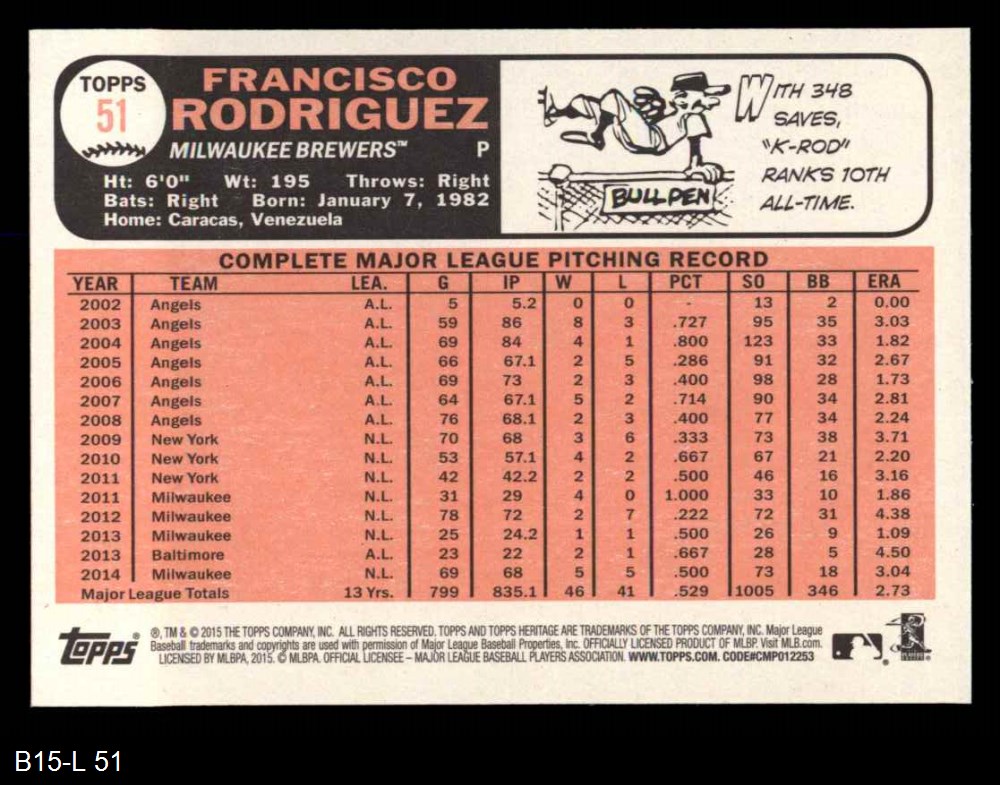 TOPPS
51
FRANCISCO
RODRIGUEZ
MILWAUKEE BREWERS™ P
Ht: 6'0" Wt: 195 Throws: Right
Bats: Right Born: January 7, 1982
Home: Caracas, Venezuela
BULLPEN
WITH 348
SAVES,
"K-ROD"
RANKS 10TH
ALL-TIME.
COMPLETE MAJOR LEAGUE PITCHING RECORD
YEAR TEAM LEA. G IP W L PCT SO BB ERA
2002 Angels A.L. 5 5.2 0 0 - 13 2 0.00
2003 Angels A.L. 59 86 8 3 .727 95 35 3.03
2004 Angels A.L. 69 84 4 1 .800 123 33 1.82
2005 Angels A.L. 66 67.1 2 5 .286 91 32 2.67
2006 Angels A.L. 69 73 2 3 .400 98 28 1.73
2007 Angels A.L. 64 67.1 5 2 .714 90 34 2.81
2008 Angels A.L. 76 68.1 2 3 .400 77 34 2.24
2009 New York N.L. 70 68 3 6 .333 73 38 3.71
2010 New York N.L. 53 57.1 4 2 .667 67 21 2.20
2011 New York N.L. 42 42.2 2 2 .500 46 16 3.16
2011 Milwaukee N.L. 31 29 4 0 1.000 33 10 1.86
2012 Milwaukee N.L. 78 72 2 7 .222 72 31 4.38
2013 Milwaukee N.L. 25 24.2 1 1 .500 26 9 1.09
2013 Baltimore A.L. 23 22 2 1 .667 28 5 4.50
2014 Milwaukee N.L. 69 68 5 5 .500 73 18 3.04
Major League Totals 13 Yrs. 799 835.1 46 41 .529 1005 346 2.73
topps®
®, TM & © 2015 THE TOPPS COMPANY, INC. ALL RIGHTS RESERVED. TOPPS AND TOPPS HERITAGE ARE TRADEMARKS OF THE TOPPS COMPANY, INC. Major League
Baseball trademarks and copyrights are used with permission of Major League Baseball Properties, Inc. OFFICIALLY LICENSED PRODUCT OF MLBP. Visit MLB.com.
LICENSED BY MLBPA, 2015. © MLBPA. OFFICIAL LICENSEE – MAJOR LEAGUE BASEBALL PLAYERS ASSOCIATION. WWW.TOPPS.COM. CODE#CMP012253
B15-L 51